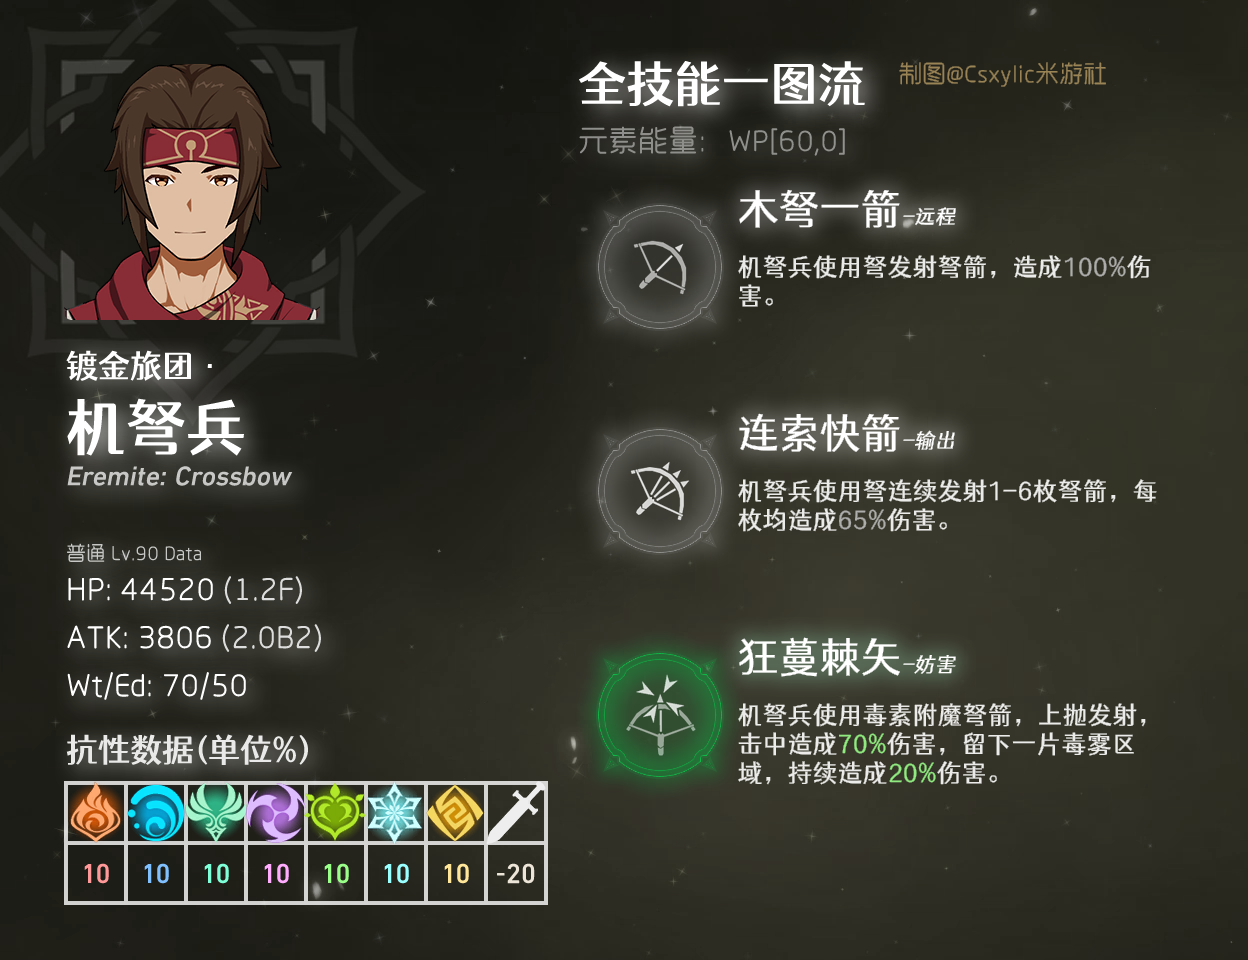 全技能一图流
制图@Csxylic米游社
元素能量： WP[60,0]
木弩一箭-远程
机弩兵使用弩发射弩箭，造成100%伤
害。
连索快箭-输出
机弩兵使用弩连续发射1-6枚弩箭，每
枚均造成65%伤害。
狂蔓棘矢-妨害
机弩兵使用毒素附魔弩箭，上抛发射，
击中造成70%伤害，留下一片毒雾区
域，持续造成20%伤害。
镀金旅团·
机弩兵
Eremite: Crossbow
普通 Lv.90 Data
HP: 44520 (1.2F)
ATK: 3806 (2.0B2)
Wt/Ed: 70/50
抗性数据(单位%)
10 10 10 10 10 10 10 -20